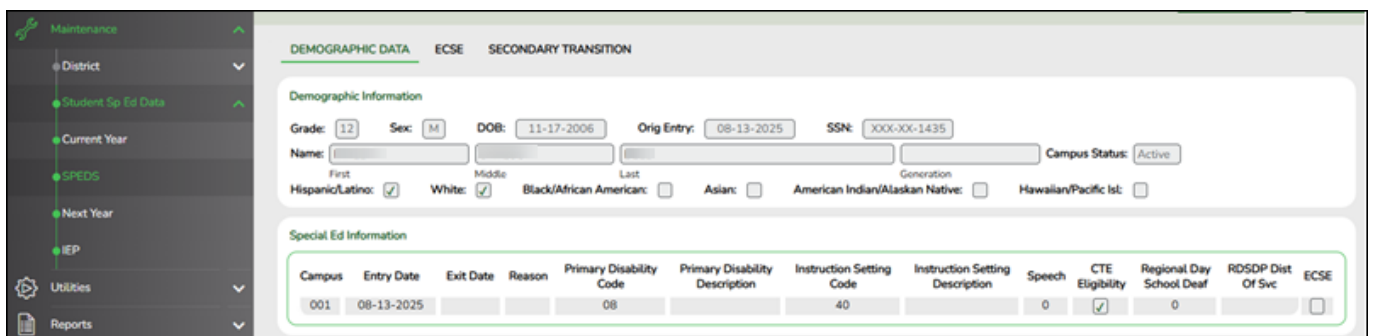 Maintenance
District
Student Sp Ed Data
Current Year
SPEDS
Next Year
IEP
Utilities
Reports
DEMOGRAPHIC DATA ECSE SECONDARY TRANSITION
Demographic Information
Grade: 12 Sex: M DOB: 11-17-2006 Orig Entry: 08-13-2025 SSN: XXX-XX-1435
Name: Campus Status: Active
First Middle Last Generation
Hispanic/Latino: White: Black/African American: Asian: American Indian/Alaskan Native: Hawaiian/Pacific Isl:
Special Ed Information
Campus Entry Date Exit Date Reason Primary Disability Code Primary Disability Description Instruction Setting Code Instruction Setting Description Speech CTE Eligibility Regional Day School Deaf RDSDP Dist Of Svc ECSE
001 08-13-2025 08 40 0 0